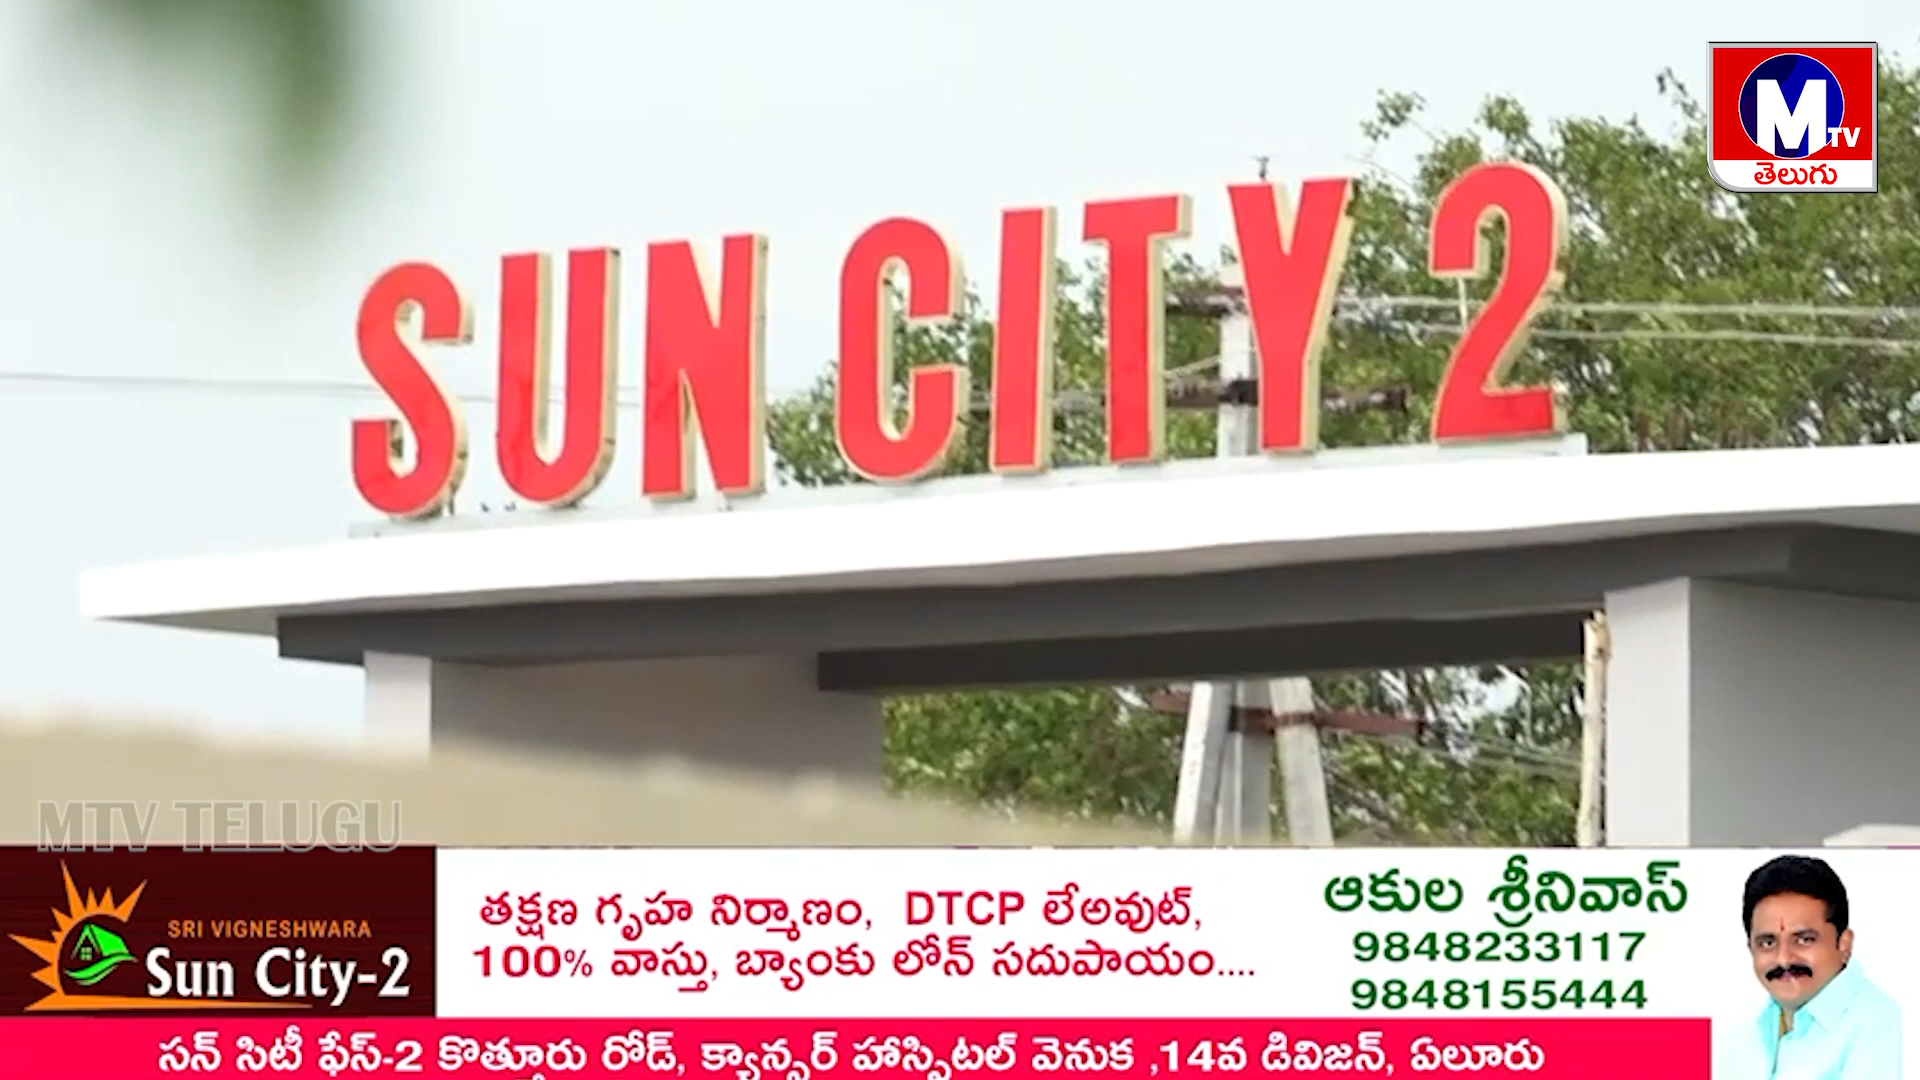 M TV
తెలుగు
SUN CITY 2
MTV TELUGU
SRI VIGNESHWARA
Sun City-2
తక్షణ గృహ నిర్మాణం, DTCP లేఅవుట్,
100% వాస్తు, బ్యాంకు లోన్ సదుపాయం....
ఆకుల శ్రీనివాస్
9848233117
9848155444
సన్ సిటీ ఫేస్-2 కొత్తూరు రోడ్, క్యాన్సర్ హాస్పిటల్ వెనుక ,14వ డివిజన్, ఏలూరు